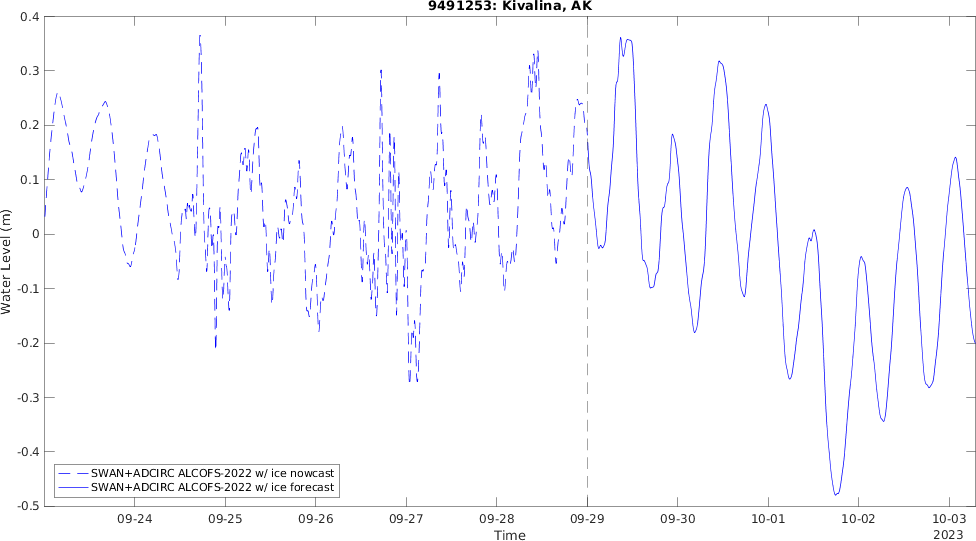 9491253: Kivalina, AK
0.4
0.3
0.2
0.1
0
-0.1
-0.2
-0.3
-0.4
-0.5
Water Level (m)
SWAN+ADCIRC ALCOFS-2022 w/ ice nowcast
SWAN+ADCIRC ALCOFS-2022 w/ ice forecast
09-24 09-25 09-26 09-27 09-28 09-29 09-30 10-01 10-02 10-03
2023
Time